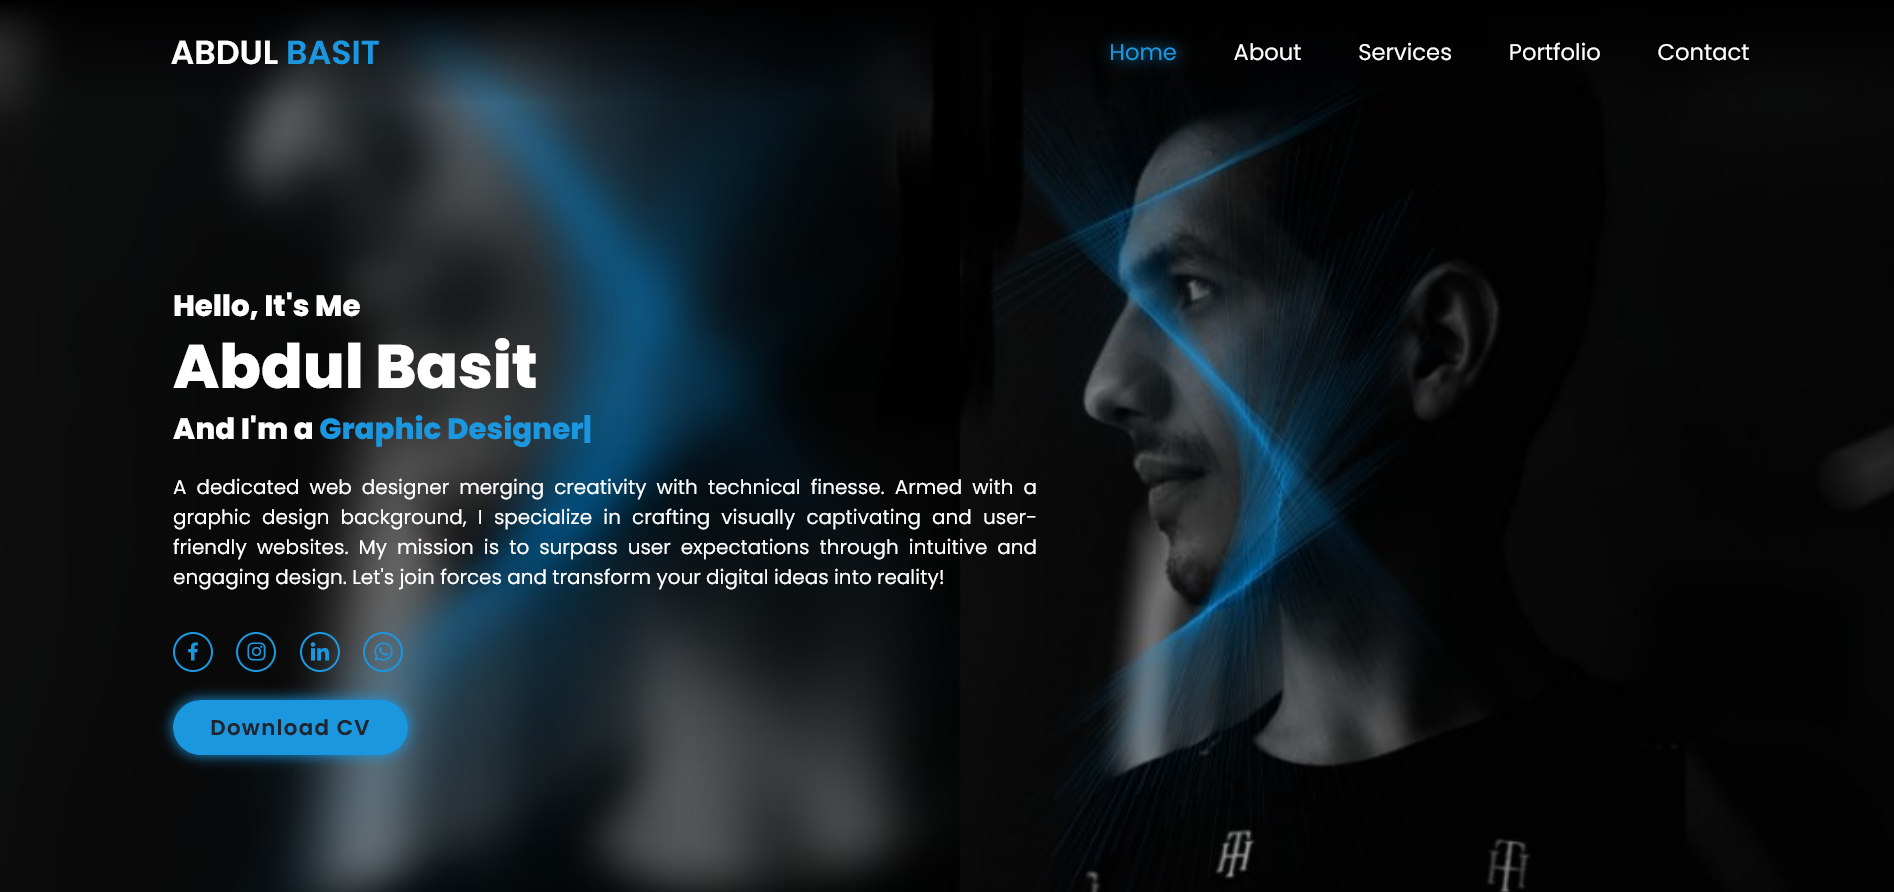 ABDUL BASIT
Home About Services Portfolio Contact
Hello, It's Me
Abdul Basit
And I'm a Graphic Designer|
A dedicated web designer merging creativity with technical finesse. Armed with a
graphic design background, I specialize in crafting visually captivating and user-
friendly websites. My mission is to surpass user expectations through intuitive and
engaging design. Let's join forces and transform your digital ideas into reality!
Download CV